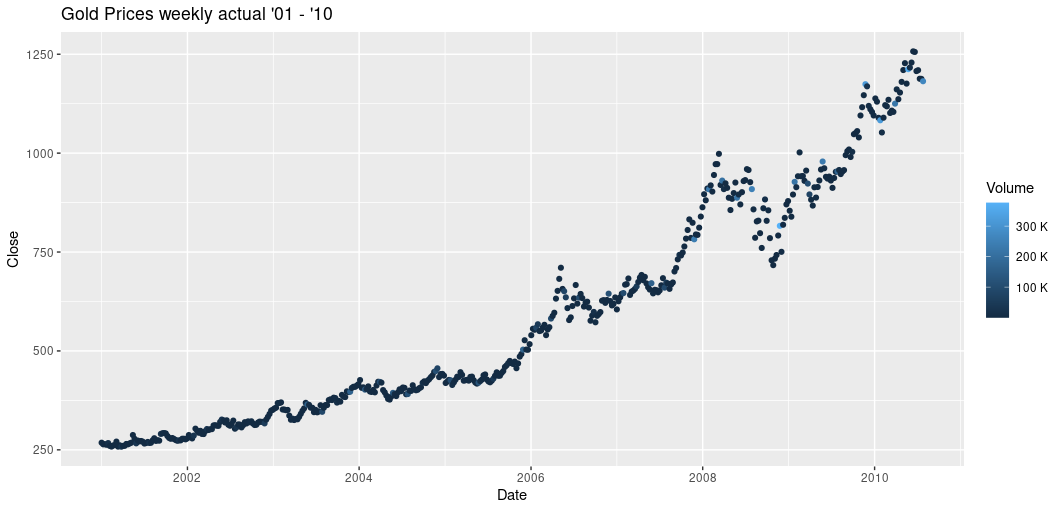 Gold Prices weekly actual '01 - '10
1250
1000
750
500
250
Close
2002 2004 2006 2008 2010
Date
Volume
300 K
200 K
100 K